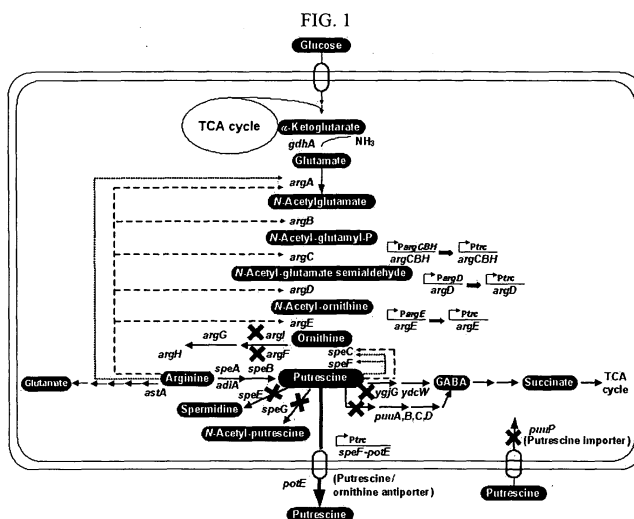 FIG. 1
Glucose
TCA cycle
α-Ketoglutarate
gdhA
NH3
Glutamate
argA
N-Acetylglutamate
argB
N-Acetyl-glutamyl-P
argC
PargCBH
argCBH
Ptrc
argCBH
N-Acetyl-glutamate semialdehyde
argD
PargD
argD
Ptrc
argD
N-Acetyl-ornithine
argE
PargE
argE
Ptrc
argE
argG
argI
Ornithine
argH
argF
speC
speF
Glutamate
astA
Arginine
speA
adiA
speB
Putrescine
ygjG ydcW
GABA
Succinate
TCA
cycle
speE
Spermidine
speG
puuA,B,C,D
N-Acetyl-putrescine
puuP
(Putrescine importer)
Ptrc
speF-potE
potE
(Putrescine/
ornithine antiporter)
Putrescine
Putrescine